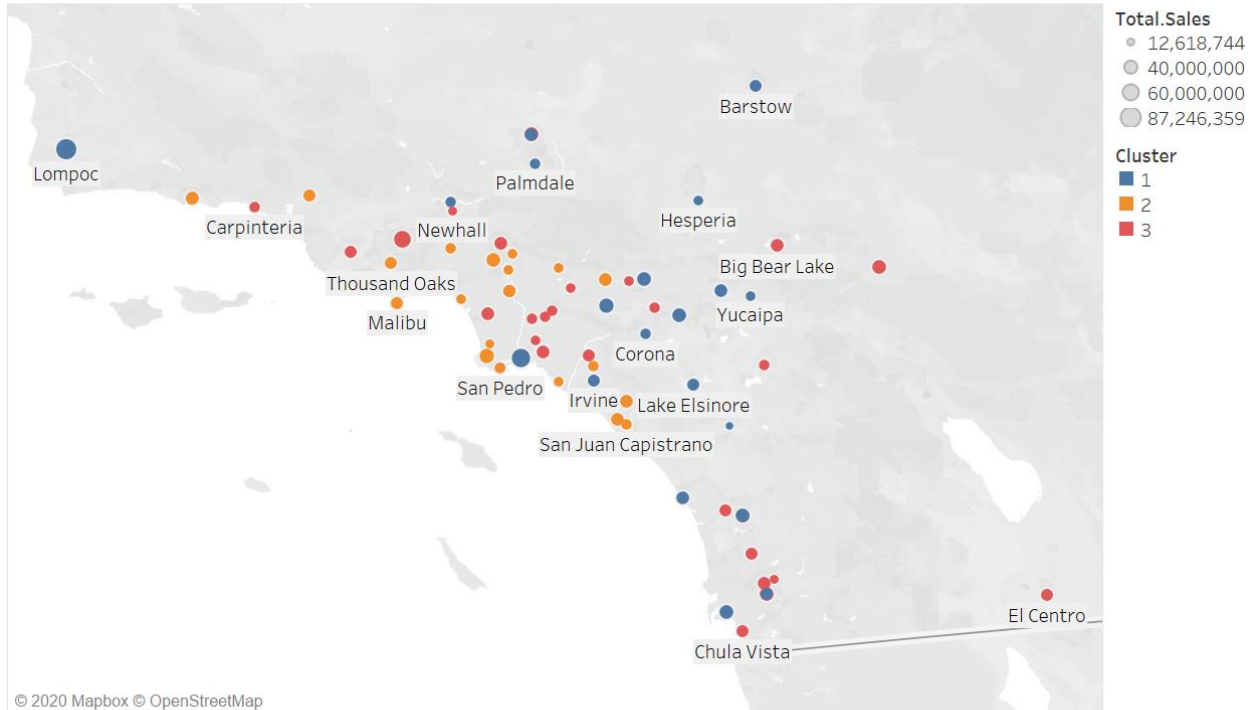 Total.Sales
12,618,744
40,000,000
60,000,000
87,246,359
Cluster
1
2
3
Barstow
Lompoc
Palmdale
Hesperia
Carpinteria
Newhall
Big Bear Lake
Thousand Oaks
Yucaipa
Malibu
Corona
San Pedro
Irvine
Lake Elsinore
San Juan Capistrano
El Centro
Chula Vista
© 2020 Mapbox © OpenStreetMap